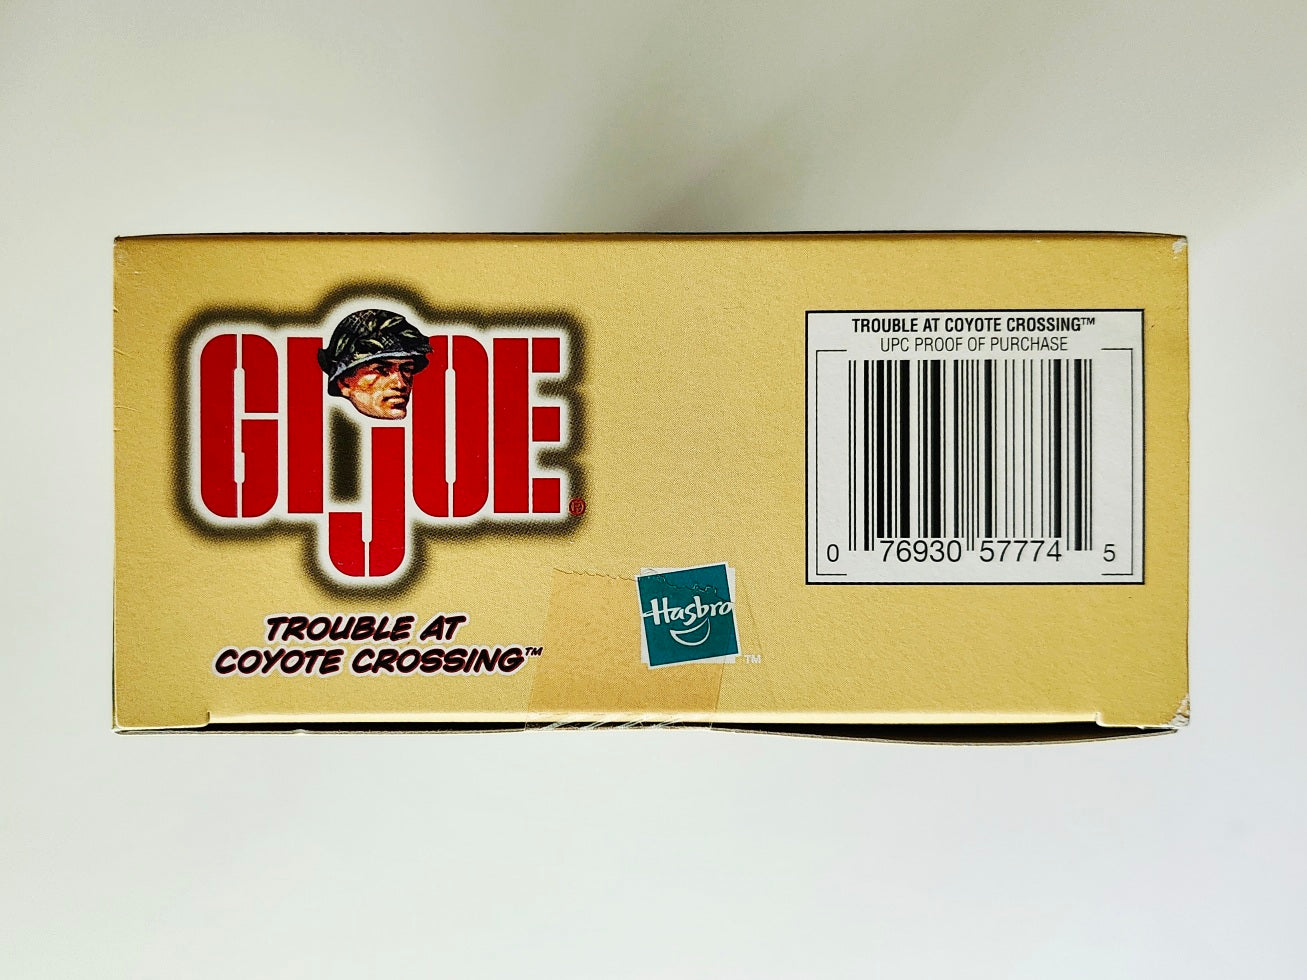 GI JOE®
TROUBLE AT
COYOTE CROSSING™
Hasbro
™
TROUBLE AT COYOTE CROSSING™
UPC PROOF OF PURCHASE
0 76930 57774 5